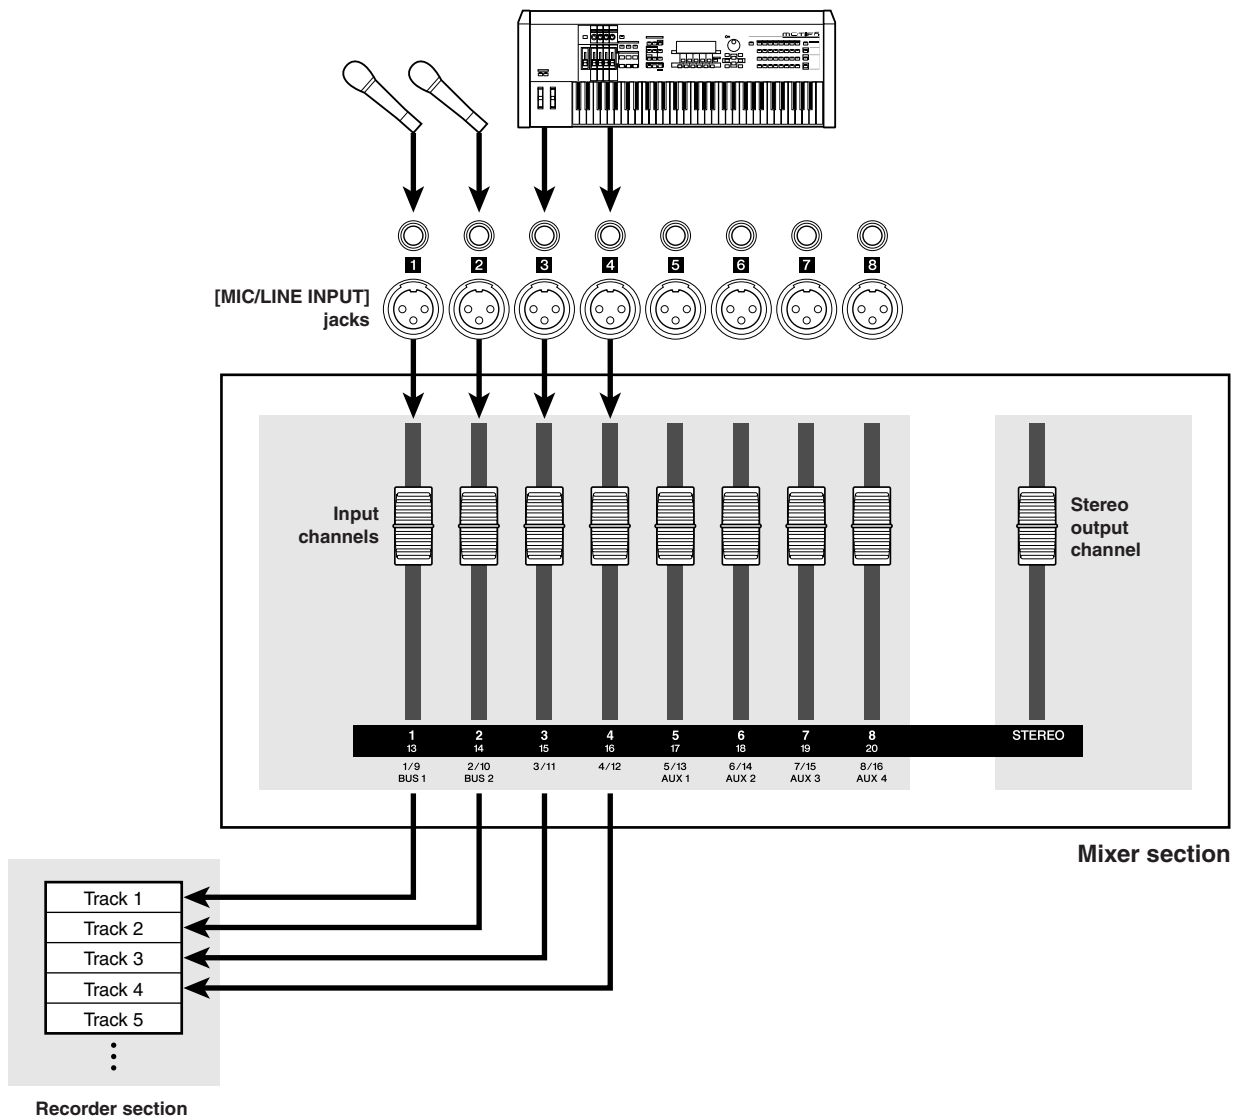 1 2 3 4 5 6 7 8
[MIC/LINE INPUT]
jacks
Input
channels
Stereo
output
channel
1 2 3 4 5 6 7 8 STEREO
13 14 15 16 17 18 19 20
1/9 2/10 3/11 4/12 5/13 6/14 7/15 8/16
BUS 1 BUS 2 AUX 1 AUX 2 AUX 3 AUX 4
Mixer section
Track 1
Track 2
Track 3
Track 4
Track 5
Recorder section